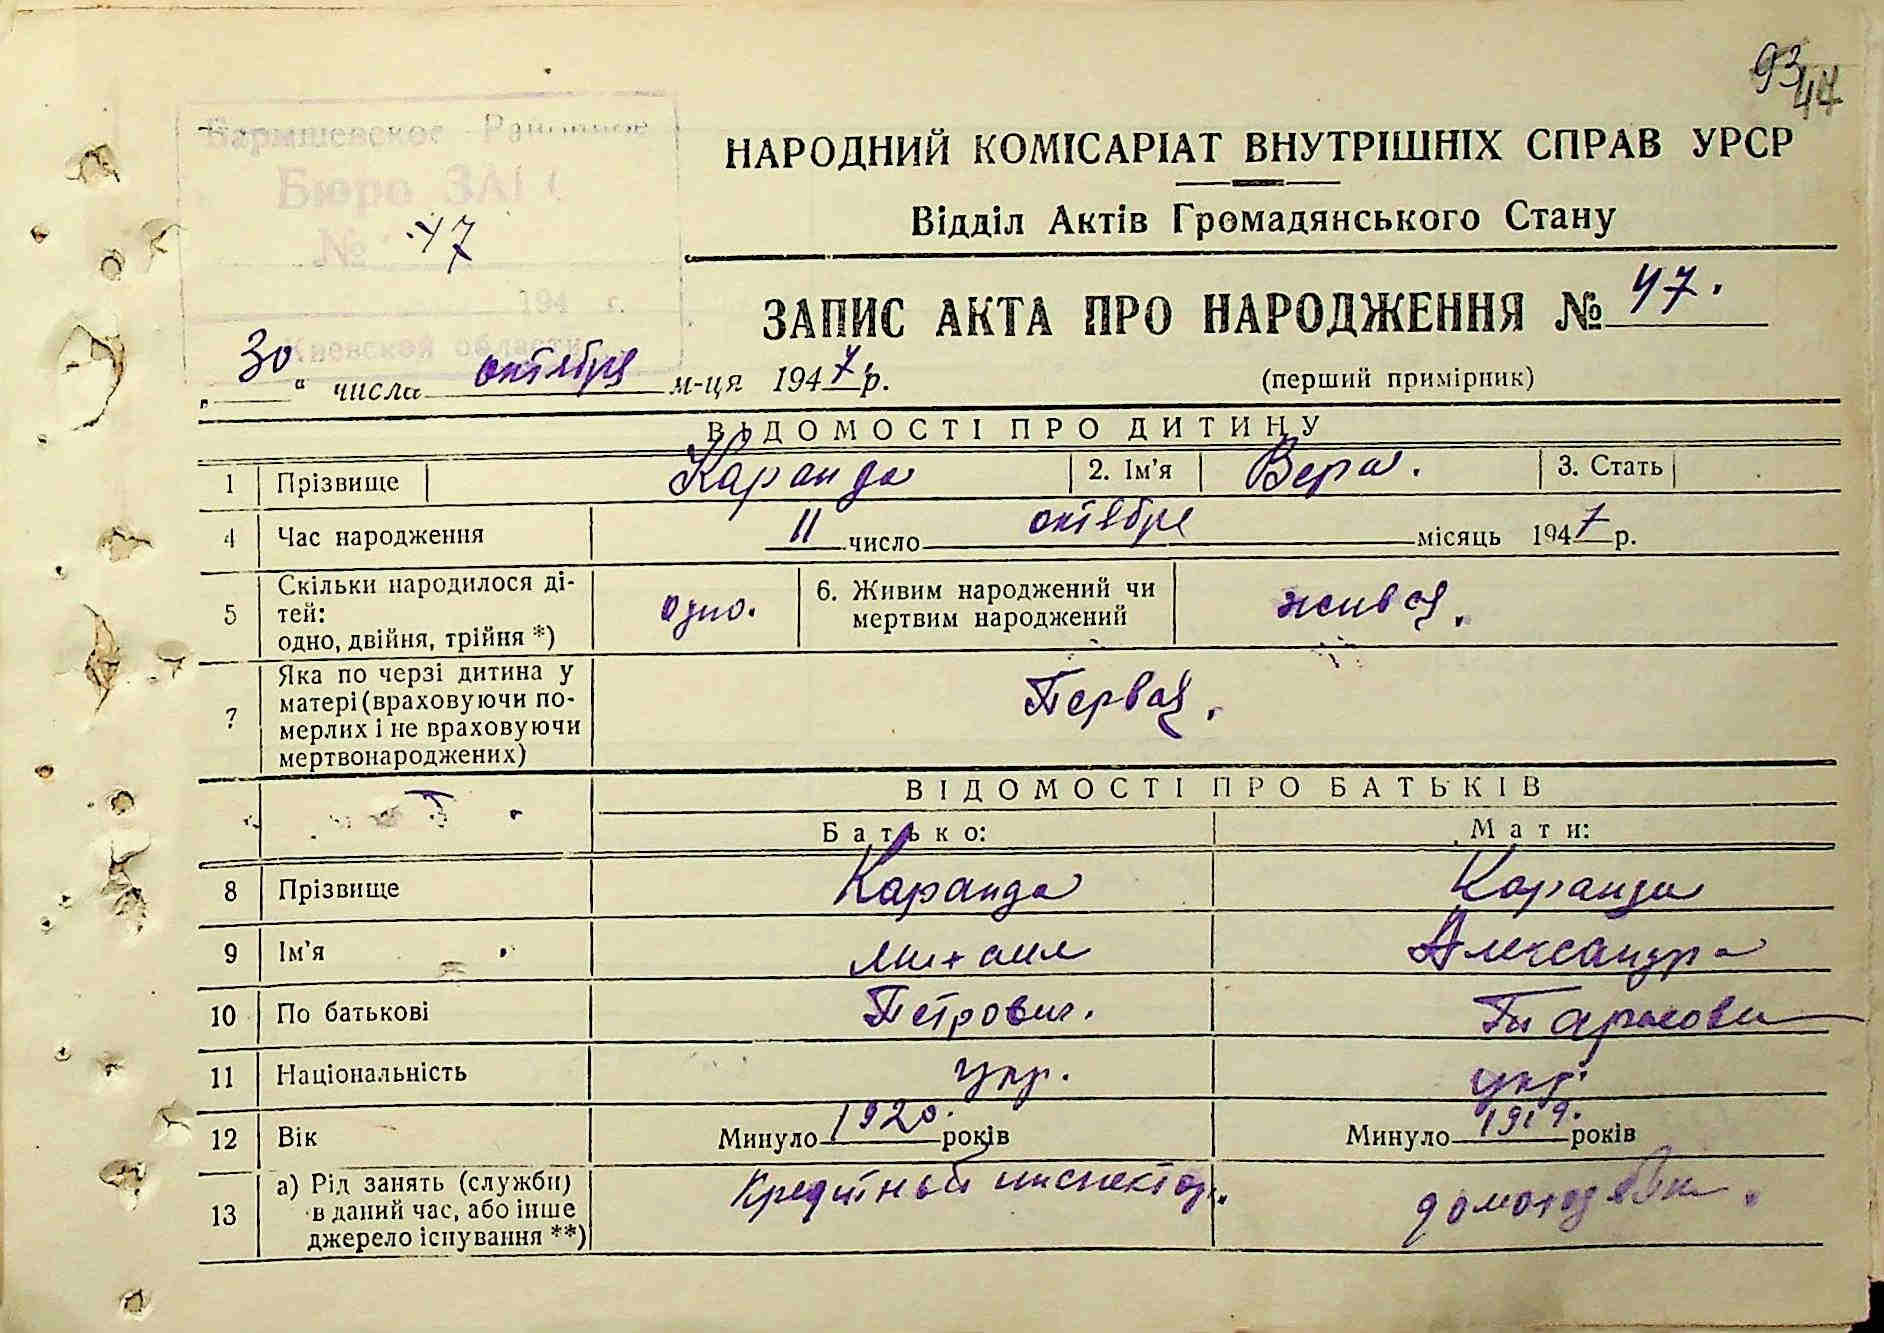 93
47
Барышевское Районное
Бюро ЗАГС
№ 47
194 г.
Киевской области
НАРОДНИЙ КОМІСАРІАТ ВНУТРІШНІХ СПРАВ УРСР
Відділ Актів Громадянського Стану
ЗАПИС АКТА ПРО НАРОДЖЕННЯ № 47.
„30“ числа октября м-ця 1947 р. (перший примірник)
ВІДОМОСТІ ПРО ДИТИНУ
1 Прізвище Каранда 2. Ім'я Вера. 3. Стать
4 Час народження 11 число октября місяць 1947 р.
5 Скільки народилося ді-
тей:
одно, двійня, трійня *) одно. 6. Живим народжений чи
мертвим народжений живая.
7 Яка по черзі дитина у
матері (враховуючи по-
мерлих і не враховуючи
мертвонароджених) Первая.
ВІДОМОСТІ ПРО БАТЬКІВ
Батько: Мати:
8 Прізвище Каранда Каранда
9 Ім'я Михаил Александра
10 По батькові Петрович. Тарасовн
11 Національність укр. укр.
12 Вік Минуло 1920. років Минуло 1919. років
13 а) Рід занять (служби)
в даний час, або інше
джерело існування **) Кредитный инспектор. домохозяйка.